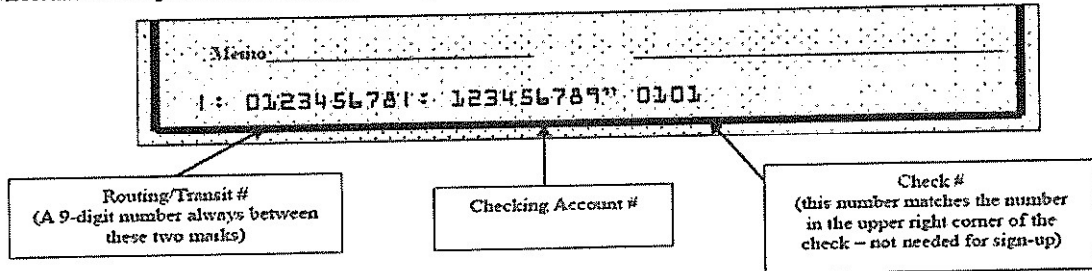 Memo
|: 012345678|: 123456789" 0101
Routing/Transit #
(A 9-digit number always between
these two marks)
Checking Account #
Check #
(this number matches the number
in the upper right corner of the
check – not needed for sign-up)